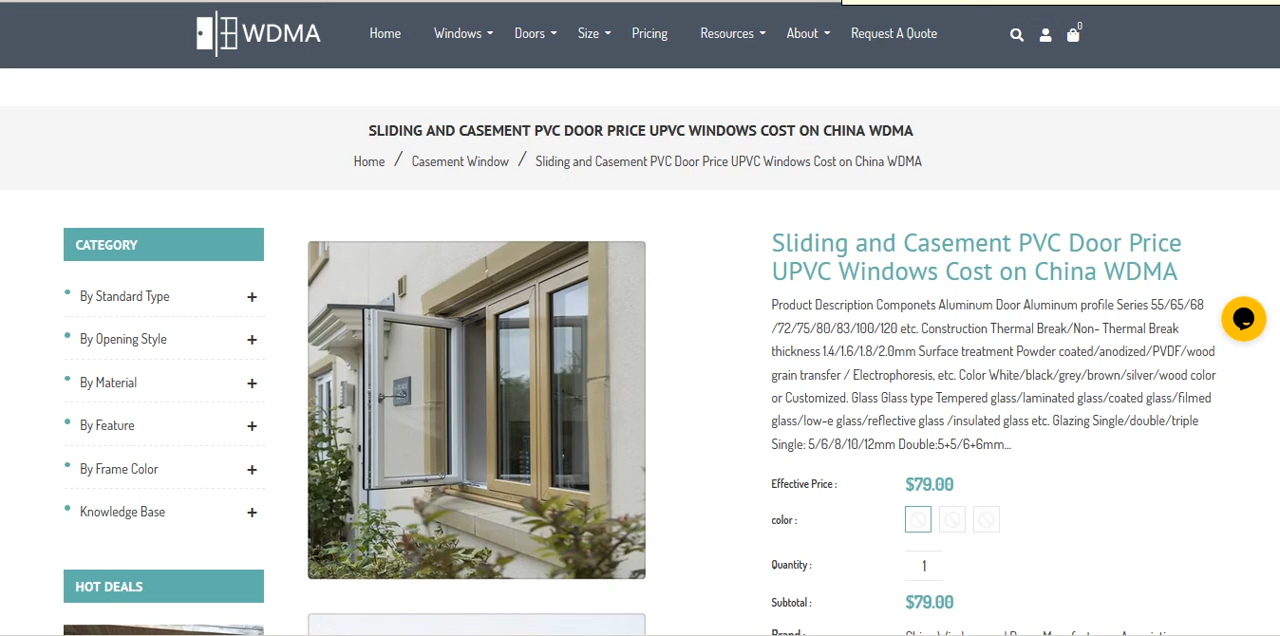 WDMA
Home Windows Doors Size Pricing Resources About Request A Quote
0
SLIDING AND CASEMENT PVC DOOR PRICE UPVC WINDOWS COST ON CHINA WDMA
Home / Casement Window / Sliding and Casement PVC Door Price UPVC Windows Cost on China WDMA
CATEGORY
By Standard Type +
By Opening Style +
By Material +
By Feature +
By Frame Color +
Knowledge Base +
HOT DEALS
Sliding and Casement PVC Door Price
UPVC Windows Cost on China WDMA
Product Description Componets Aluminum Door Aluminum profile Series 55/65/68
/72/75/80/83/100/120 etc. Construction Thermal Break/Non- Thermal Break
thickness 1.4/1.6/1.8/2.0mm Surface treatment Powder coated/anodized/PVDF/wood
grain transfer / Electrophoresis, etc. Color White/black/grey/brown/silver/wood color
or Customized. Glass Glass type Tempered glass/laminated glass/coated glass/filmed
glass/low-e glass/reflective glass /insulated glass etc. Glazing Single/double/triple
Single: 5/6/8/10/12mm Double:5+5/6+6mm...
Effective Price : $79.00
color :
Quantity : 1
Subtotal : $79.00
Brand :